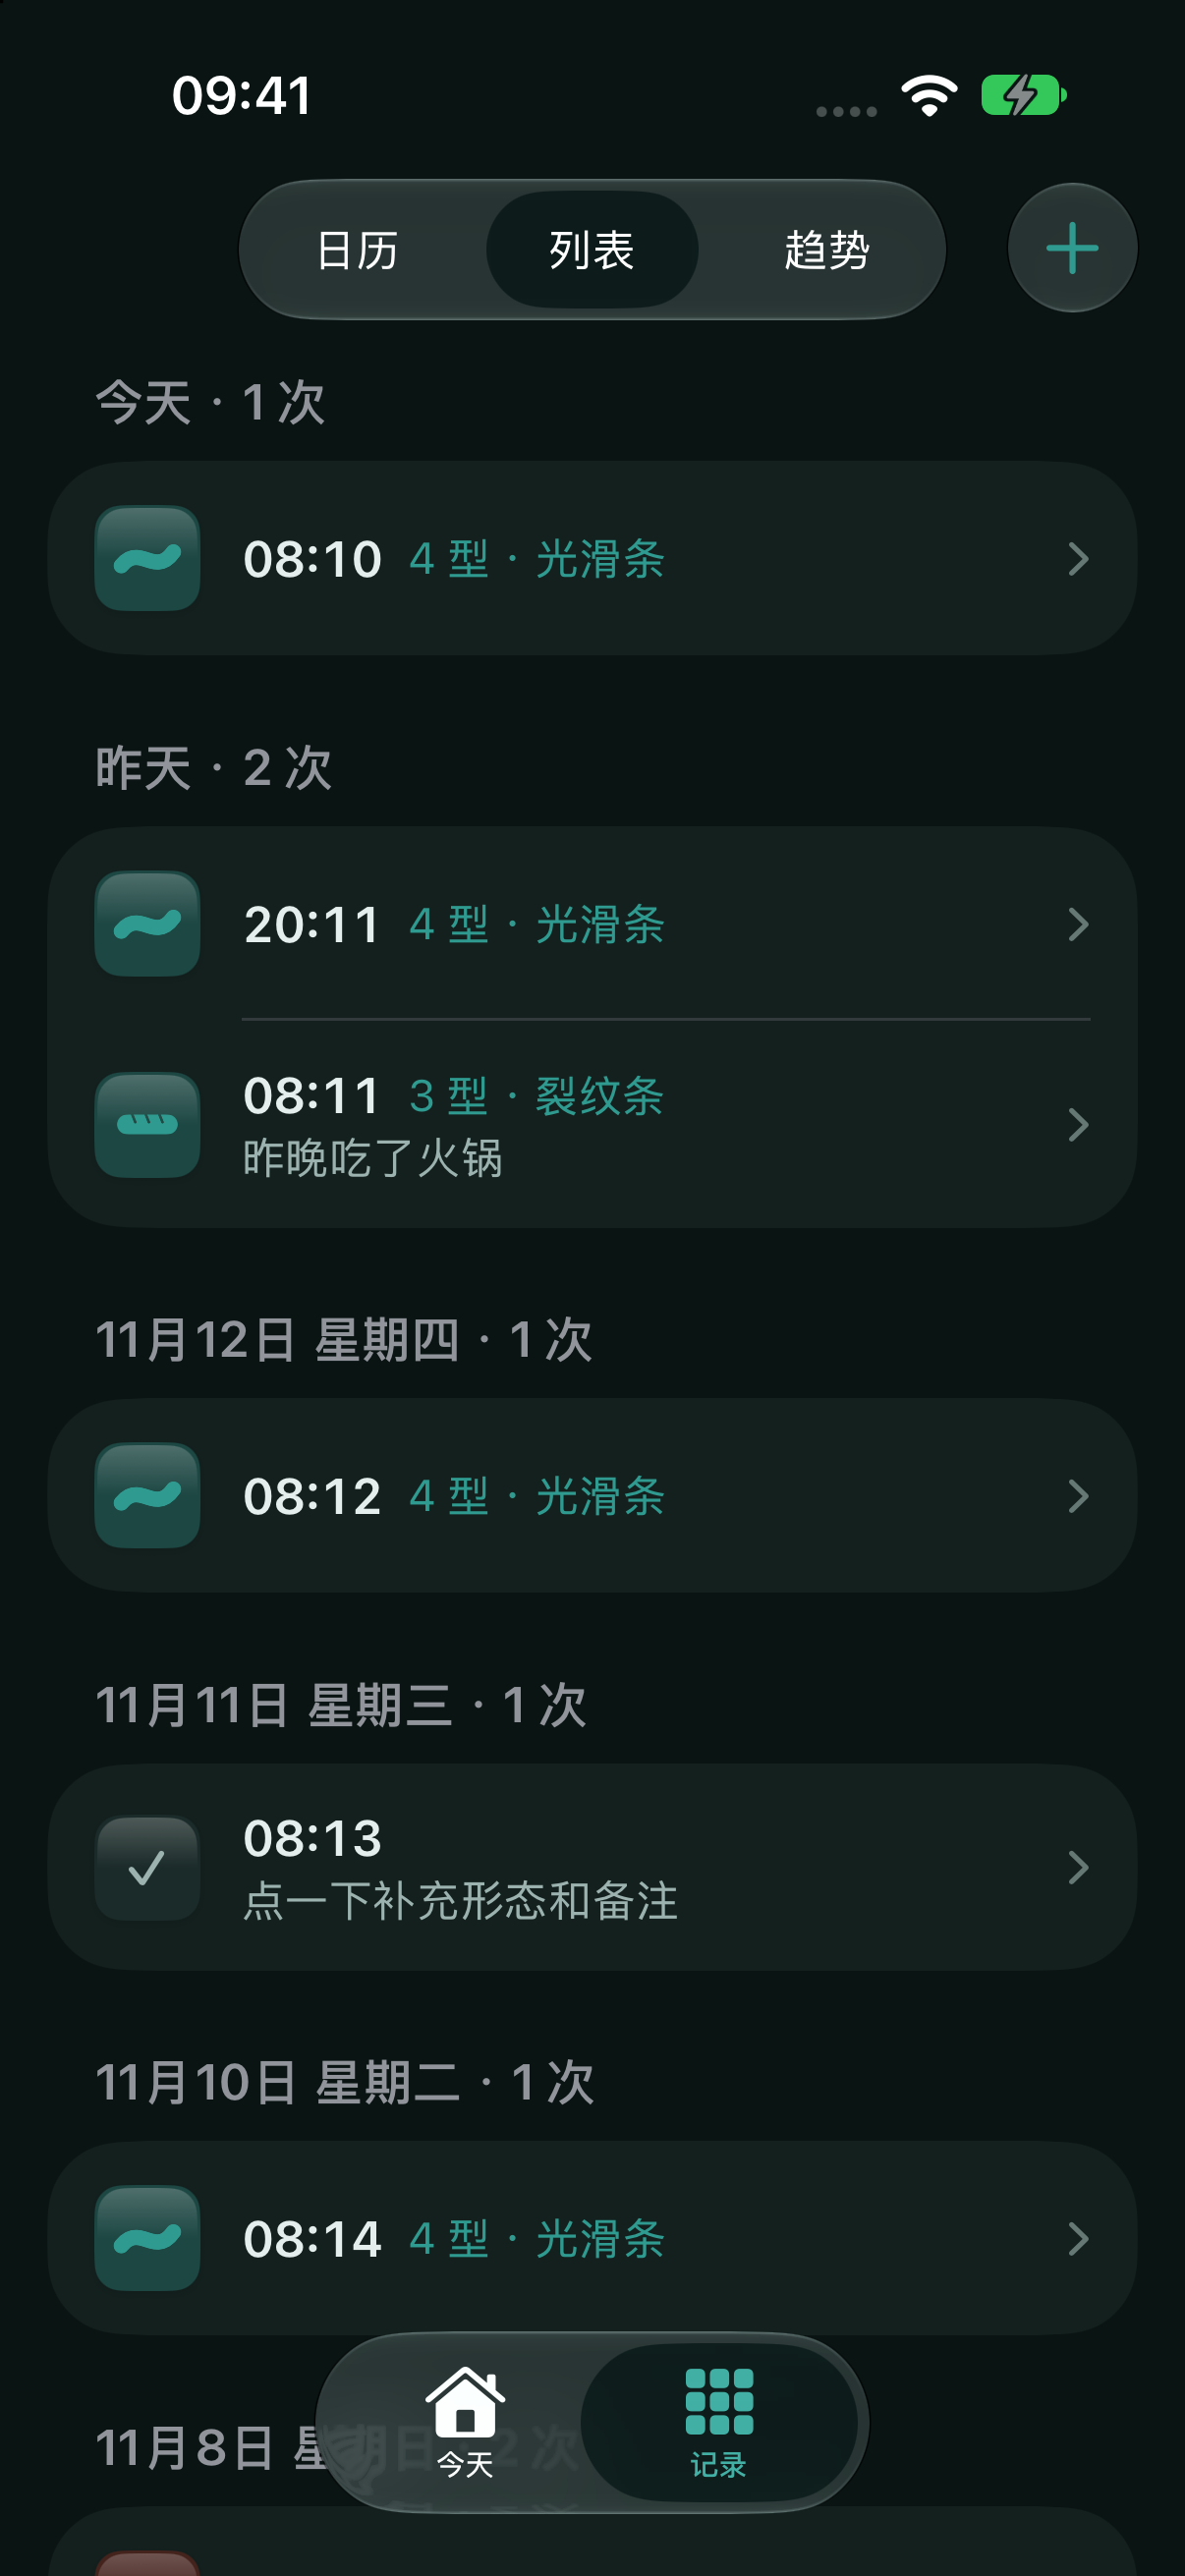 09:41
日历 列表 趋势
今天 · 1 次
08:10 4 型 · 光滑条
昨天 · 2 次
20:11 4 型 · 光滑条
08:11 3 型 · 裂纹条
昨晚吃了火锅
11月12日 星期四 · 1 次
08:12 4 型 · 光滑条
11月11日 星期三 · 1 次
08:13
点一下补充形态和备注
11月10日 星期二 · 1 次
08:14 4 型 · 光滑条
11月8日 星期日 · 2 次
今天 记录